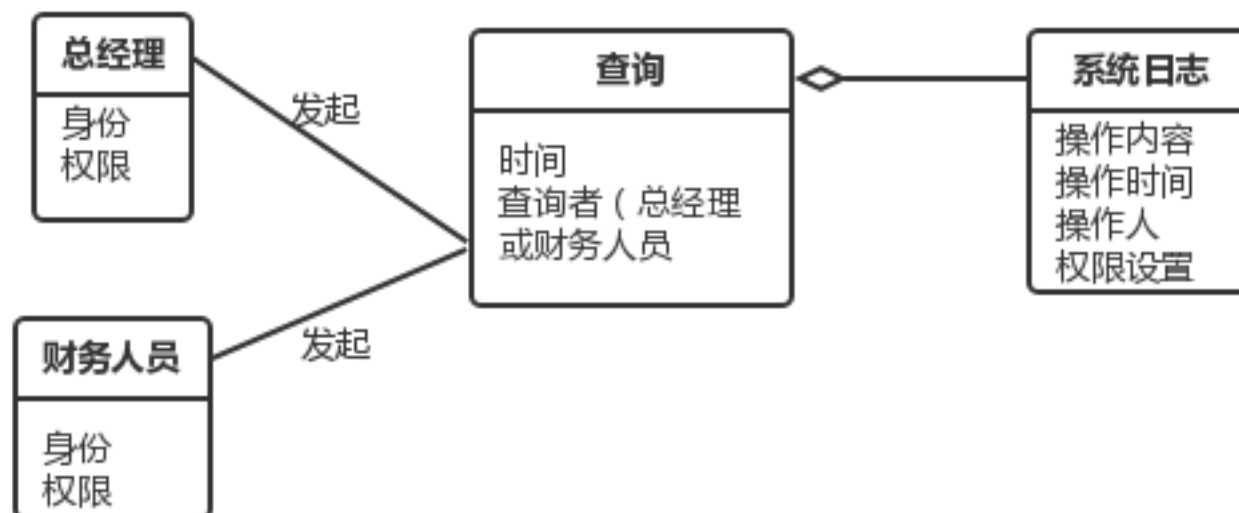 总经理
身份
权限
发起
查询
时间
查询者（总经理
或财务人员
系统日志
操作内容
操作时间
操作人
权限设置
财务人员
身份
权限
发起